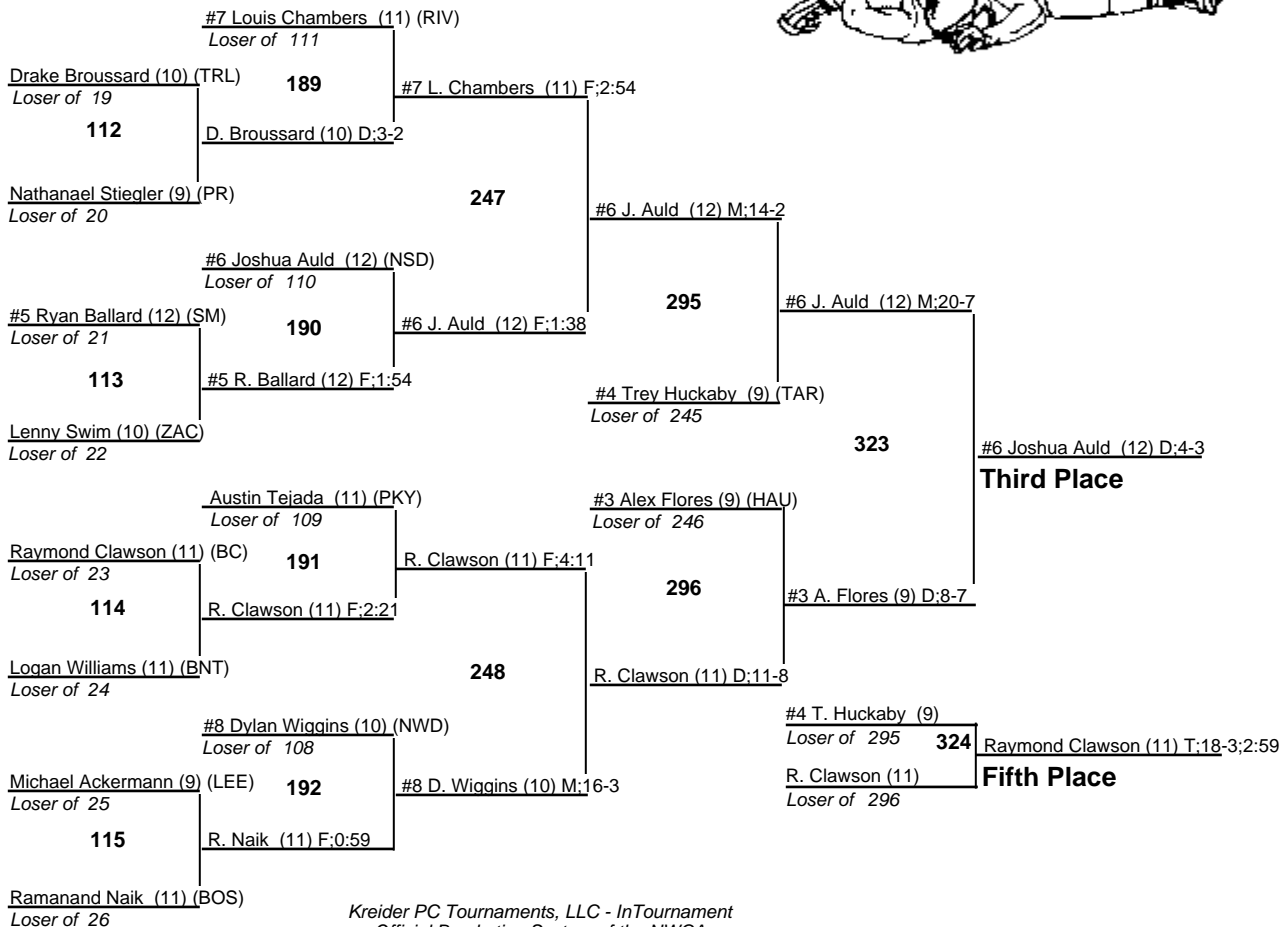 #7 Louis Chambers (11) (RIV)
Loser of 111
Drake Broussard (10) (TRL)
Loser of 19
189
#7 L. Chambers (11) F;2:54
112
D. Broussard (10) D;3-2
Nathanael Stiegler (9) (PR)
Loser of 20
247
#6 J. Auld (12) M;14-2
#6 Joshua Auld (12) (NSD)
Loser of 110
#5 Ryan Ballard (12) (SM)
Loser of 21
190
#6 J. Auld (12) F;1:38
295
#6 J. Auld (12) M;20-7
113
#5 R. Ballard (12) F;1:54
#4 Trey Huckaby (9) (TAR)
Loser of 245
Lenny Swim (10) (ZAC)
Loser of 22
323
#6 Joshua Auld (12) D;4-3
Third Place
Austin Tejada (11) (PKY)
Loser of 109
#3 Alex Flores (9) (HAU)
Loser of 246
Raymond Clawson (11) (BC)
Loser of 23
191
R. Clawson (11) F;4:11
296
#3 A. Flores (9) D;8-7
114
R. Clawson (11) F;2:21
Logan Williams (11) (BNT)
Loser of 24
248
R. Clawson (11) D;11-8
#8 Dylan Wiggins (10) (NWD)
Loser of 108
#4 T. Huckaby (9)
Loser of 295
324
Raymond Clawson (11) T;18-3;2:59
Fifth Place
R. Clawson (11)
Loser of 296
Michael Ackermann (9) (LEE)
Loser of 25
192
#8 D. Wiggins (10) M;16-3
115
R. Naik (11) F;0:59
Ramanand Naik (11) (BOS)
Loser of 26
Kreider PC Tournaments, LLC - InTournament